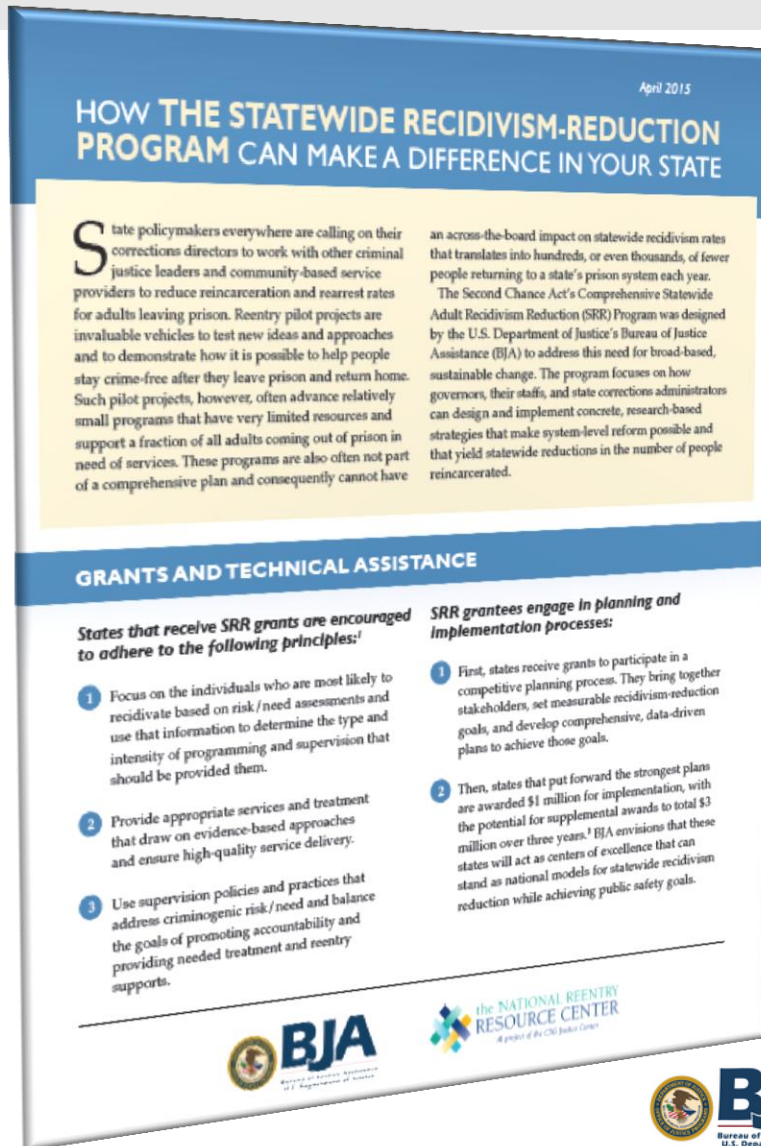 April 2015
HOW THE STATEWIDE RECIDIVISM-REDUCTION
PROGRAM CAN MAKE A DIFFERENCE IN YOUR STATE
State policymakers everywhere are calling on their
corrections directors to work with other criminal
justice leaders and community-based service
providers to reduce reincarceration and rearrest rates
for adults leaving prison. Reentry pilot projects are
invaluable vehicles to test new ideas and approaches
and to demonstrate how it is possible to help people
stay crime-free after they leave prison and return home.
Such pilot projects, however, often advance relatively
small programs that have very limited resources and
support a fraction of all adults coming out of prison in
need of services. These programs are also often not part
of a comprehensive plan and consequently cannot have
an across-the-board impact on statewide recidivism rates
that translates into hundreds, or even thousands, of fewer
people returning to a state's prison system each year.
The Second Chance Act's Comprehensive Statewide
Adult Recidivism Reduction (SRR) Program was designed
by the U.S. Department of Justice's Bureau of Justice
Assistance (BJA) to address this need for broad-based,
sustainable change. The program focuses on how
governors, their staffs, and state corrections administrators
can design and implement concrete, research-based
strategies that make system-level reform possible and
that yield statewide reductions in the number of people
reincarcerated.
GRANTS AND TECHNICAL ASSISTANCE
States that receive SRR grants are encouraged
to adhere to the following principles:¹
1 Focus on the individuals who are most likely to
recidivate based on risk/need assessments and
use that information to determine the type and
intensity of programming and supervision that
should be provided them.
2 Provide appropriate services and treatment
that draw on evidence-based approaches
and ensure high-quality service delivery.
3 Use supervision policies and practices that
address criminogenic risk/need and balance
the goals of promoting accountability and
providing needed treatment and reentry
supports.
SRR grantees engage in planning and
implementation processes:
1 First, states receive grants to participate in a
competitive planning process. They bring together
stakeholders, set measurable recidivism-reduction
goals, and develop comprehensive, data-driven
plans to achieve those goals.
2 Then, states that put forward the strongest plans
are awarded $1 million for implementation, with
the potential for supplemental awards to total $3
million over three years. BJA envisions that these
states will act as centers of excellence that can
stand as national models for statewide recidivism
reduction while achieving public safety goals.
BJA
Bureau of Justice Assistance
U.S. Department of Justice
the NATIONAL REENTRY
RESOURCE CENTER
A project of the CSG Justice Center
B
Bureau of
U.S. Depa